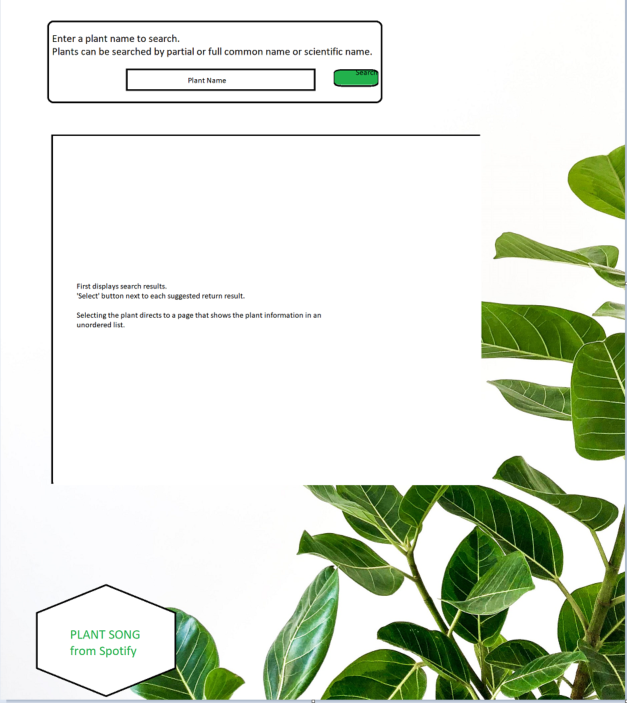 Enter a plant name to search.
Plants can be searched by partial or full common name or scientific name.
Plant Name
Search
First displays search results.
'Select' button next to each suggested return result.
Selecting the plant directs to a page that shows the plant information in an
unordered list.
PLANT SONG
from Spotify